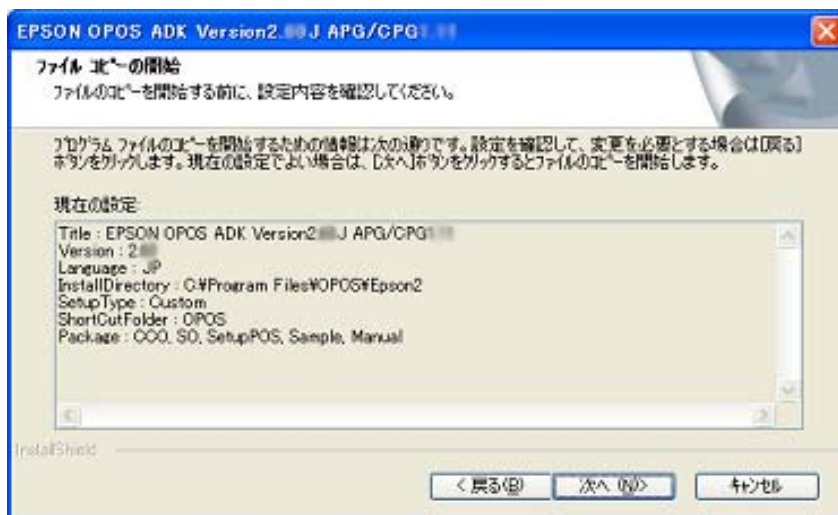 EPSON OPOS ADK Version2. J APG/CPG
ファイル コピーの開始
ファイルのコピーを開始する前に、設定内容を確認してください。
プログラム ファイルのコピーを開始するための情報は次の通りです。設定を確認して、変更を必要とする場合は[戻る]
ボタンをクリックします。現在の設定でよい場合は、[次へ]ボタンをクリックするとファイルのコピーを開始します。
現在の設定:
Title : EPSON OPOS ADK Version2. J APG/CPG
Version : 2.
Language : JP
InstallDirectory : C:¥Program Files¥OPOS¥Epson2
SetupType : Custom
ShortCutFolder : OPOS
Package : CCO, SO, SetupPOS, Sample, Manual
InstallShield
< 戻る(B)
次へ (N)>
キャンセル